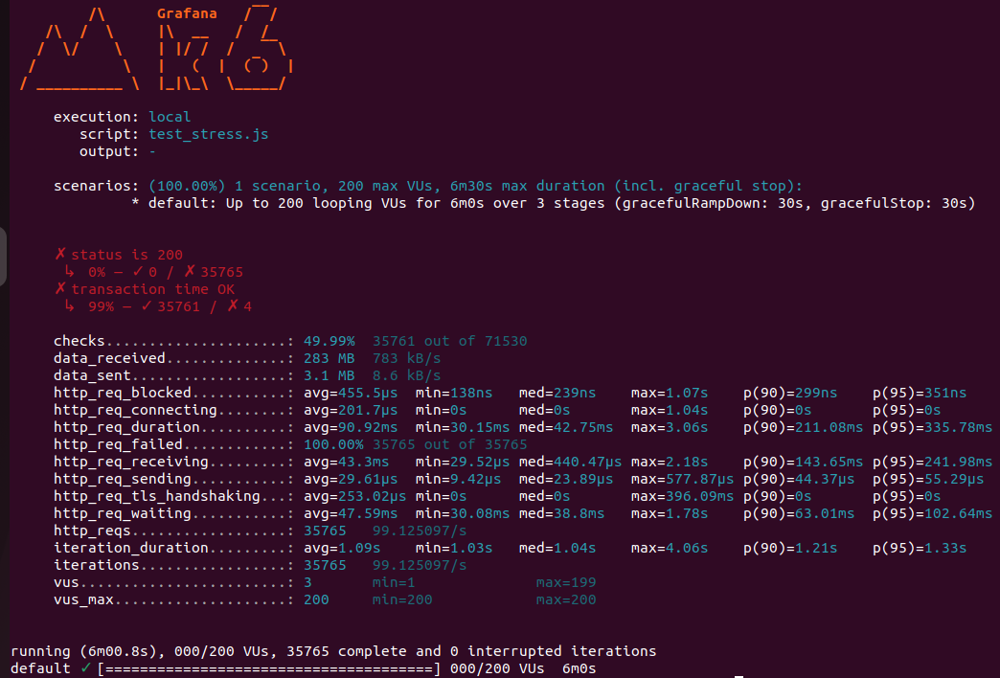 Grafana
execution: local
script: test_stress.js
output: -
scenarios: (100.00%) 1 scenario, 200 max VUs, 6m30s max duration (incl. graceful stop):
* default: Up to 200 looping VUs for 6m0s over 3 stages (gracefulRampDown: 30s, gracefulStop: 30s)
✗ status is 200
↳ 0% — ✓ 0 / ✗ 35765
✗ transaction time OK
↳ 99% — ✓ 35761 / ✗ 4
checks.....................: 49.99% 35761 out of 71530
data_received..............: 283 MB 783 kB/s
data_sent..................: 3.1 MB 8.6 kB/s
http_req_blocked...........: avg=455.5µs min=138ns med=239ns max=1.07s p(90)=299ns p(95)=351ns
http_req_connecting........: avg=201.7µs min=0s med=0s max=1.04s p(90)=0s p(95)=0s
http_req_duration..........: avg=90.92ms min=30.15ms med=42.75ms max=3.06s p(90)=211.08ms p(95)=335.78ms
http_req_failed............: 100.00% 35765 out of 35765
http_req_receiving.........: avg=43.3ms min=29.52µs med=440.47µs max=2.18s p(90)=143.65ms p(95)=241.98ms
http_req_sending...........: avg=29.61µs min=9.42µs med=23.89µs max=577.87µs p(90)=44.37µs p(95)=55.29µs
http_req_tls_handshaking...: avg=253.02µs min=0s med=0s max=396.09ms p(90)=0s p(95)=0s
http_req_waiting...........: avg=47.59ms min=30.08ms med=38.8ms max=1.78s p(90)=63.01ms p(95)=102.64ms
http_reqs..................: 35765 99.125097/s
iteration_duration.........: avg=1.09s min=1.03s med=1.04s max=4.06s p(90)=1.21s p(95)=1.33s
iterations.................: 35765 99.125097/s
vus........................: 3 min=1 max=199
vus_max....................: 200 min=200 max=200
running (6m00.8s), 000/200 VUs, 35765 complete and 0 interrupted iterations
default ✓ [======================================] 000/200 VUs 6m0s